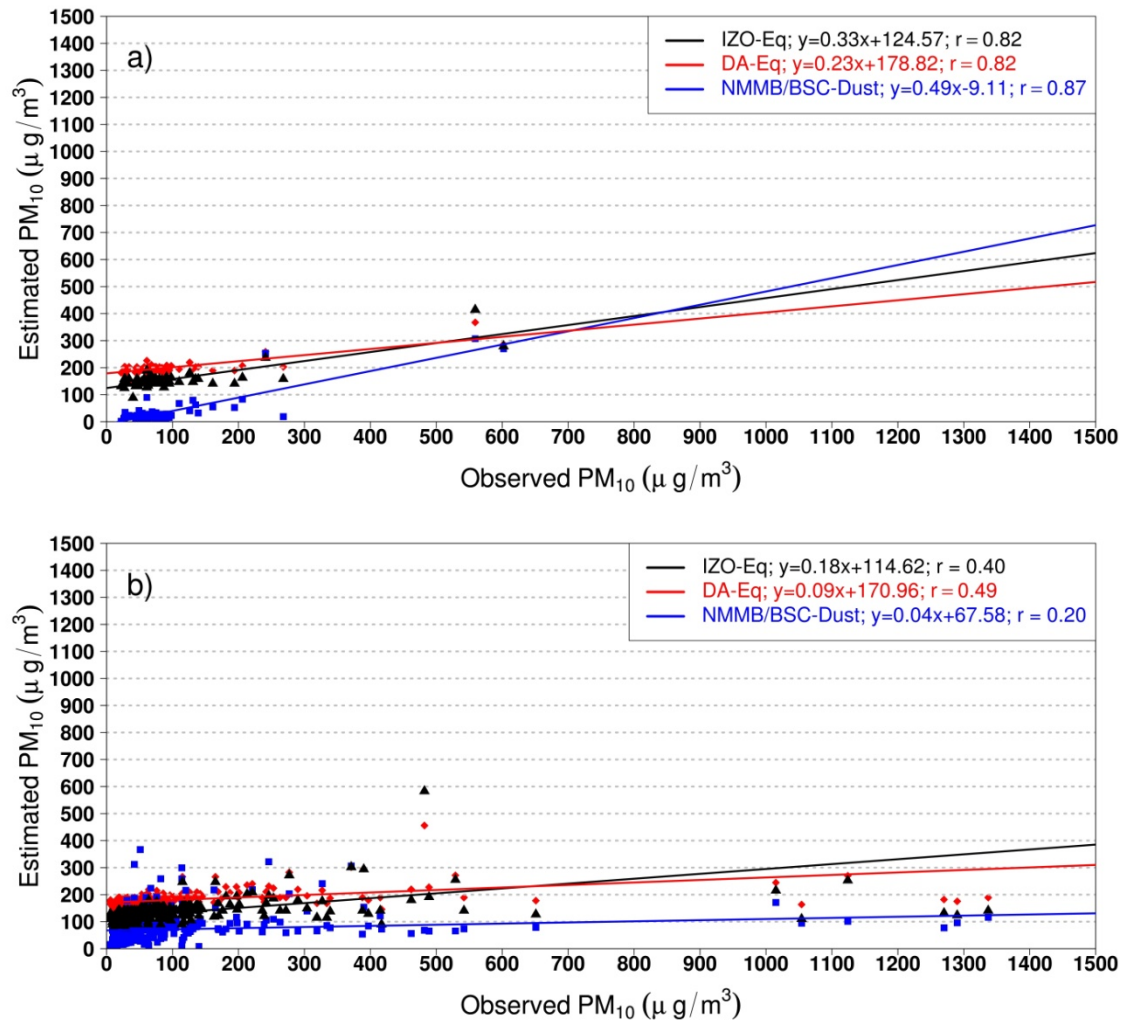 a)
IZO-Eq; y=0.33x+124.57; r = 0.82
DA-Eq; y=0.23x+178.82; r = 0.82
NMMB/BSC-Dust; y=0.49x-9.11; r = 0.87
1500
1400
1300
1200
1100
1000
900
800
700
600
500
400
300
200
100
0
Estimated PM₁₀ (μ g/m³)
0 100 200 300 400 500 600 700 800 900 1000 1100 1200 1300 1400 1500
Observed PM₁₀ (μ g/m³)
b)
IZO-Eq; y=0.18x+114.62; r = 0.40
DA-Eq; y=0.09x+170.96; r = 0.49
NMMB/BSC-Dust; y=0.04x+67.58; r = 0.20
1500
1400
1300
1200
1100
1000
900
800
700
600
500
400
300
200
100
0
Estimated PM₁₀ (μ g/m³)
0 100 200 300 400 500 600 700 800 900 1000 1100 1200 1300 1400 1500
Observed PM₁₀ (μ g/m³)